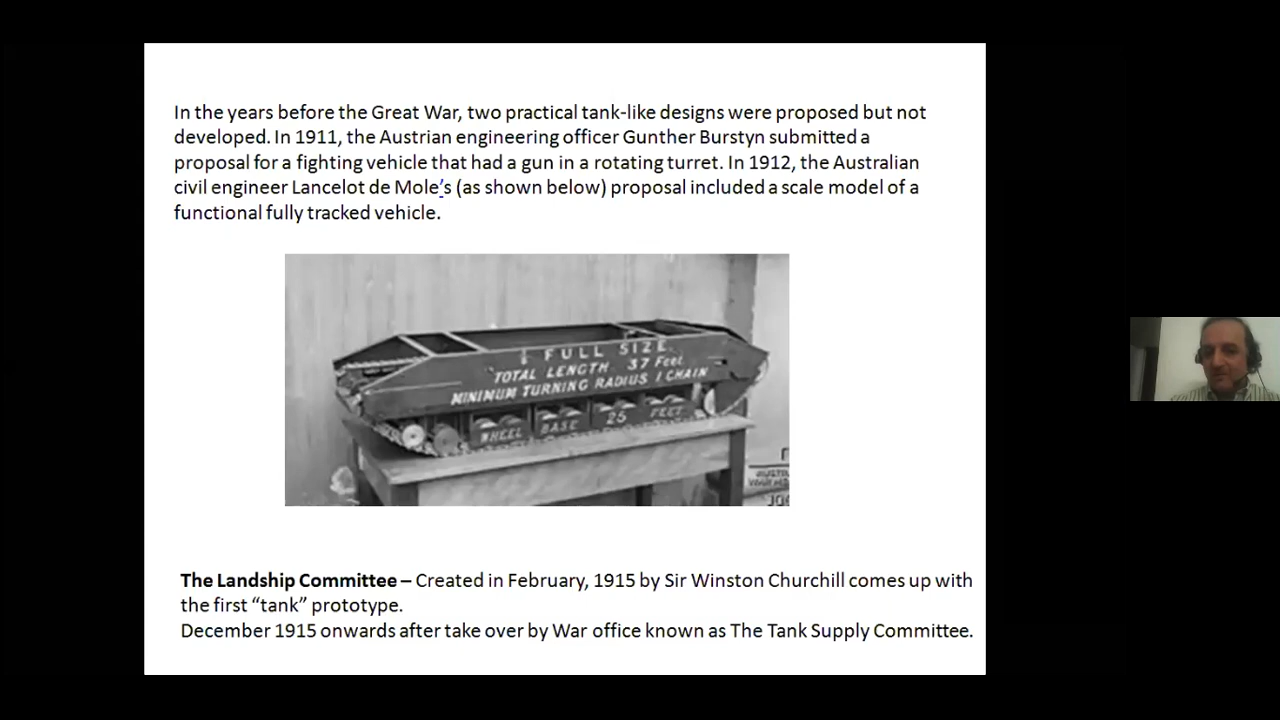 In the years before the Great War, two practical tank-like designs were proposed but not
developed. In 1911, the Austrian engineering officer Gunther Burstyn submitted a
proposal for a fighting vehicle that had a gun in a rotating turret. In 1912, the Australian
civil engineer Lancelot de Mole’s (as shown below) proposal included a scale model of a
functional fully tracked vehicle.
FULL SIZE
TOTAL LENGTH 37 Feet
MINIMUM TURNING RADIUS 1 CHAIN
WHEEL BASE 25 FEET
The Landship Committee – Created in February, 1915 by Sir Winston Churchill comes up with
the first “tank” prototype.
December 1915 onwards after take over by War office known as The Tank Supply Committee.